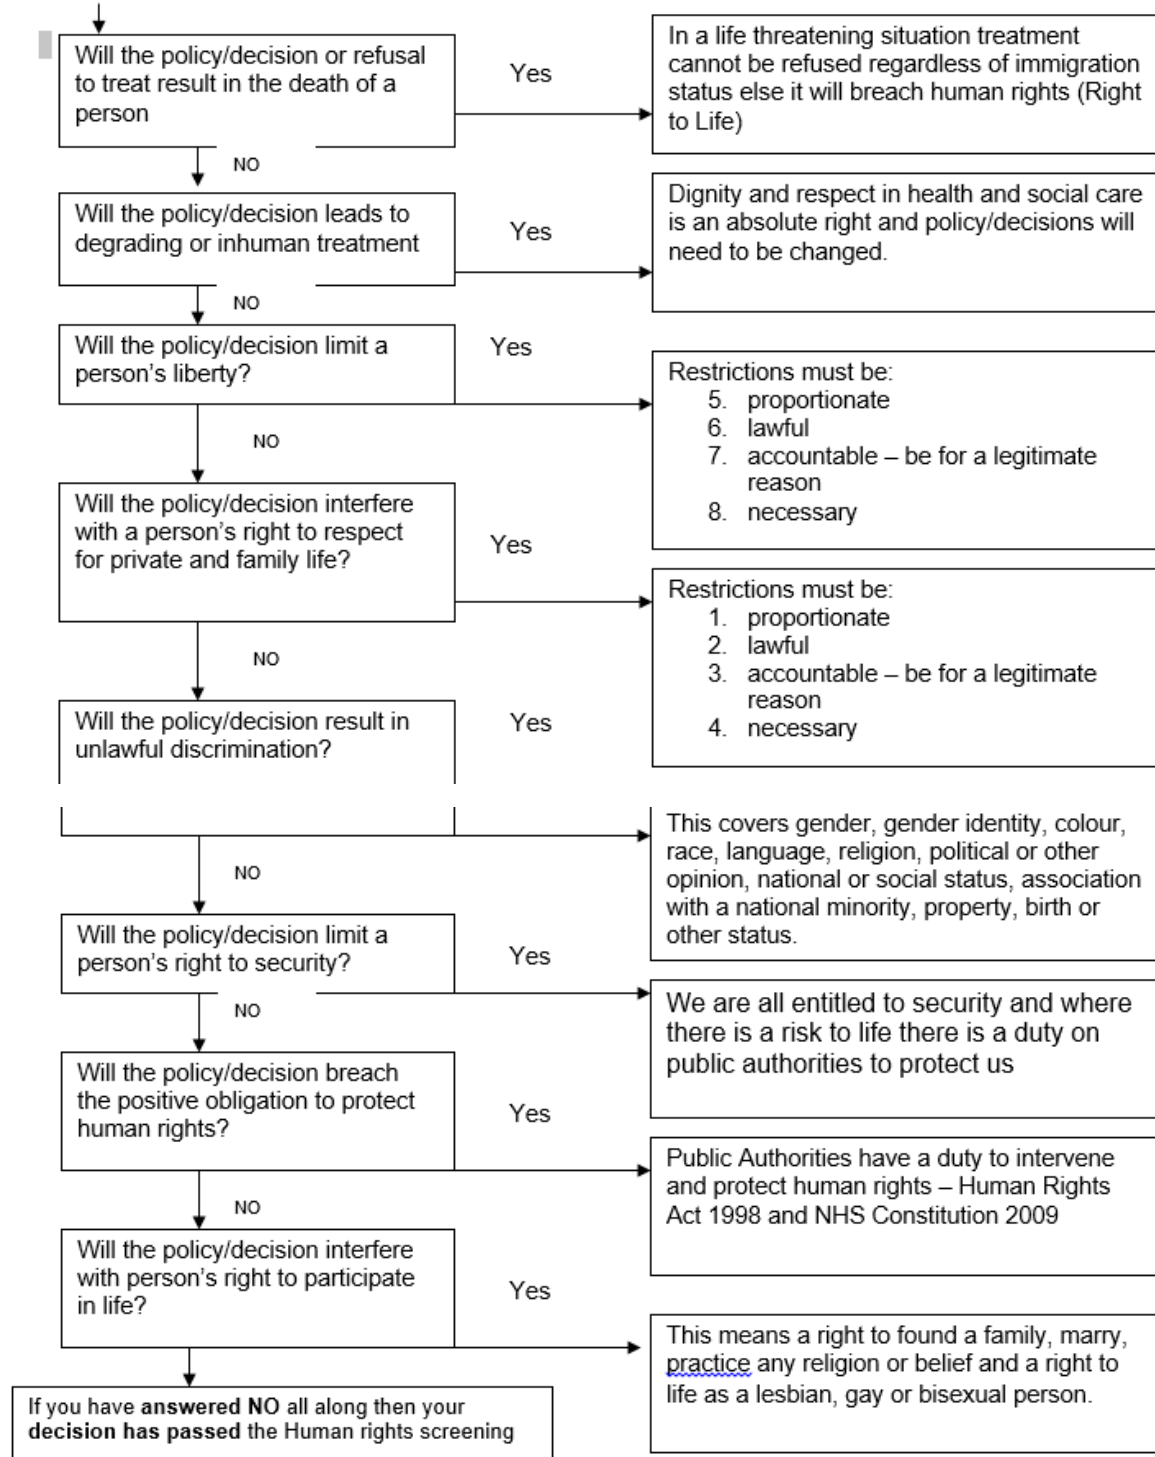 Will the policy/decision or refusal
to treat result in the death of a
person
Yes
In a life threatening situation treatment
cannot be refused regardless of immigration
status else it will breach human rights (Right
to Life)
NO
Will the policy/decision leads to
degrading or inhuman treatment
Yes
Dignity and respect in health and social care
is an absolute right and policy/decisions will
need to be changed.
NO
Will the policy/decision limit a
person's liberty?
Yes
Restrictions must be:
5. proportionate
6. lawful
7. accountable – be for a legitimate
reason
8. necessary
NO
Will the policy/decision interfere
with a person's right to respect
for private and family life?
Yes
Restrictions must be:
1. proportionate
2. lawful
3. accountable – be for a legitimate
reason
4. necessary
NO
Will the policy/decision result in
unlawful discrimination?
Yes
This covers gender, gender identity, colour,
race, language, religion, political or other
opinion, national or social status, association
with a national minority, property, birth or
other status.
NO
Will the policy/decision limit a
person's right to security?
Yes
We are all entitled to security and where
there is a risk to life there is a duty on
public authorities to protect us
NO
Will the policy/decision breach
the positive obligation to protect
human rights?
Yes
Public Authorities have a duty to intervene
and protect human rights – Human Rights
Act 1998 and NHS Constitution 2009
NO
Will the policy/decision interfere
with person's right to participate
in life?
Yes
This means a right to found a family, marry,
practice any religion or belief and a right to
life as a lesbian, gay or bisexual person.
If you have answered NO all along then your
decision has passed the Human rights screening